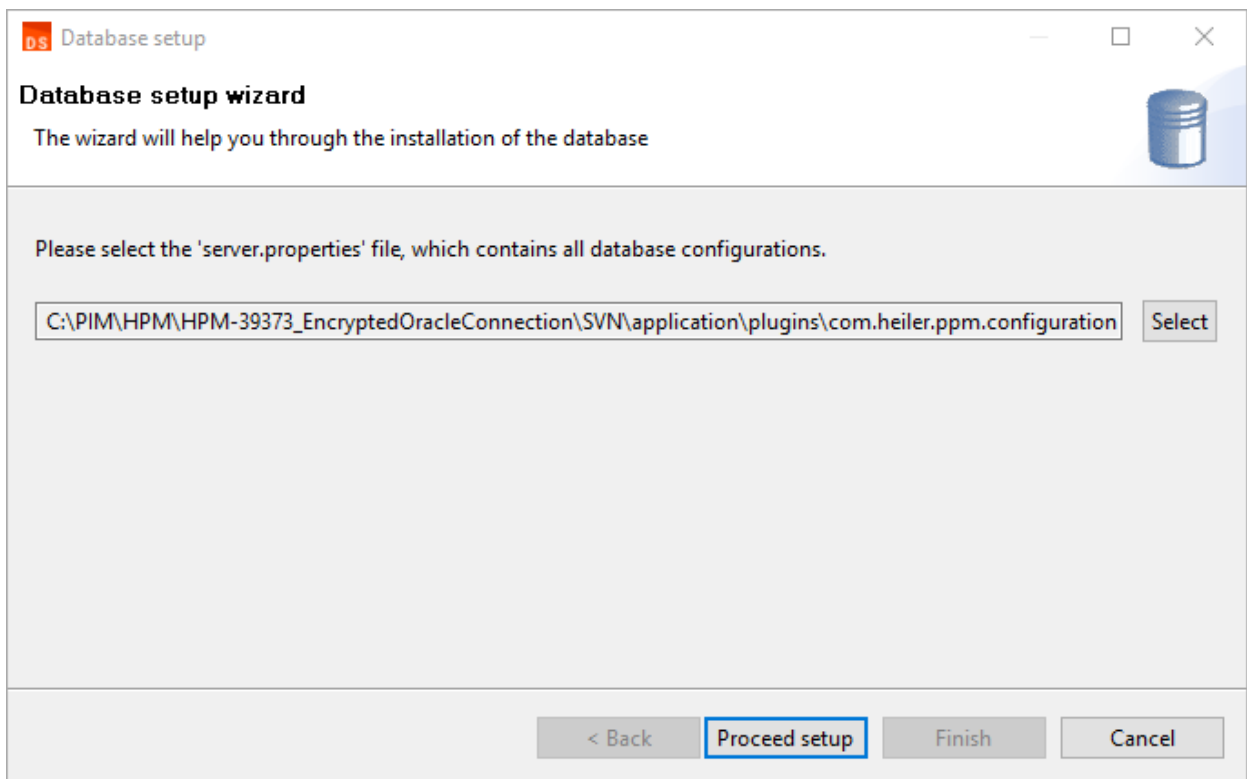 DS Database setup
Database setup wizard
The wizard will help you through the installation of the database
Please select the 'server.properties' file, which contains all database configurations.
C:\PIM\HPM\HPM-39373_EncryptedOracleConnection\SVN\application\plugins\com.heiler.ppm.configuration Select
< Back Proceed setup Finish Cancel